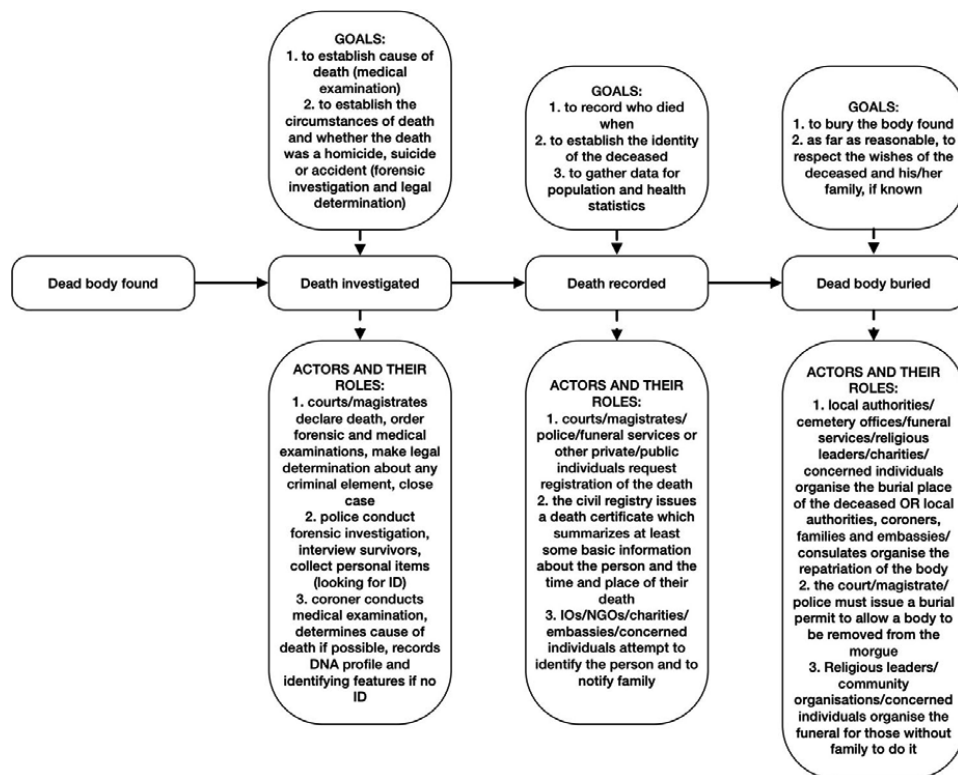 GOALS:
1. to establish cause of
death (medical
examination)
2. to establish the
circumstances of death
and whether the death
was a homicide, suicide
or accident (forensic
investigation and legal
determination)
GOALS:
1. to record who died
when
2. to establish the identity
of the deceased
3. to gather data for
population and health
statistics
GOALS:
1. to bury the body found
2. as far as reasonable, to
respect the wishes of the
deceased and his/her
family, if known
Dead body found
Death investigated
Death recorded
Dead body buried
ACTORS AND THEIR
ROLES:
1. courts/magistrates
declare death, order
forensic and medical
examinations, make legal
determination about any
criminal element, close
case
2. police conduct
forensic investigation,
interview survivors,
collect personal items
(looking for ID)
3. coroner conducts
medical examination,
determines cause of
death if possible, records
DNA profile and
identifying features if no
ID
ACTORS AND THEIR
ROLES:
1. courts/magistrates/
police/funeral services or
other private/public
individuals request
registration of the death
2. the civil registry issues
a death certificate which
summarizes at least
some basic information
about the person and the
time and place of their
death
3. IOs/NGOs/charities/
embassies/concerned
individuals attempt to
identify the person and to
notify family
ACTORS AND THEIR
ROLES:
1. local authorities/
cemetery offices/funeral
services/religious
leaders/charities/
concerned individuals
organise the burial place
of the deceased OR local
authorities, coroners,
families and embassies/
consulates organise the
repatriation of the body
2. the court/magistrate/
police must issue a burial
permit to allow a body to
be removed from the
morgue
3. Religious leaders/
community
organisations/concerned
individuals organise the
funeral for those without
family to do it